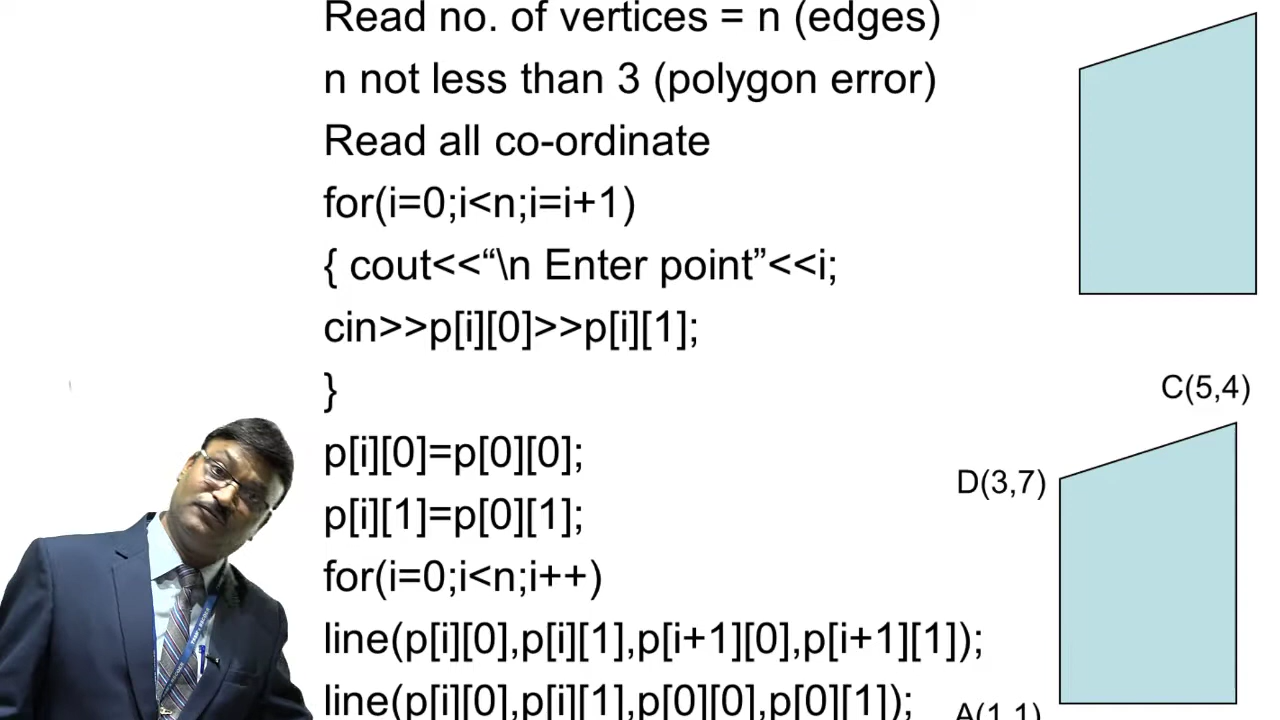 Read no. of vertices = n (edges)
n not less than 3 (polygon error)
Read all co-ordinate
for(i=0;i<n;i=i+1)
{ cout<<“\n Enter point”<<i;
cin>>p[i][0]>>p[i][1];
}
p[i][0]=p[0][0];
p[i][1]=p[0][1];
for(i=0;i<n;i++)
line(p[i][0],p[i][1],p[i+1][0],p[i+1][1]);
line(p[i][0],p[i][1],p[0][0],p[0][1]);
C(5,4)
D(3,7)
A(1,1)